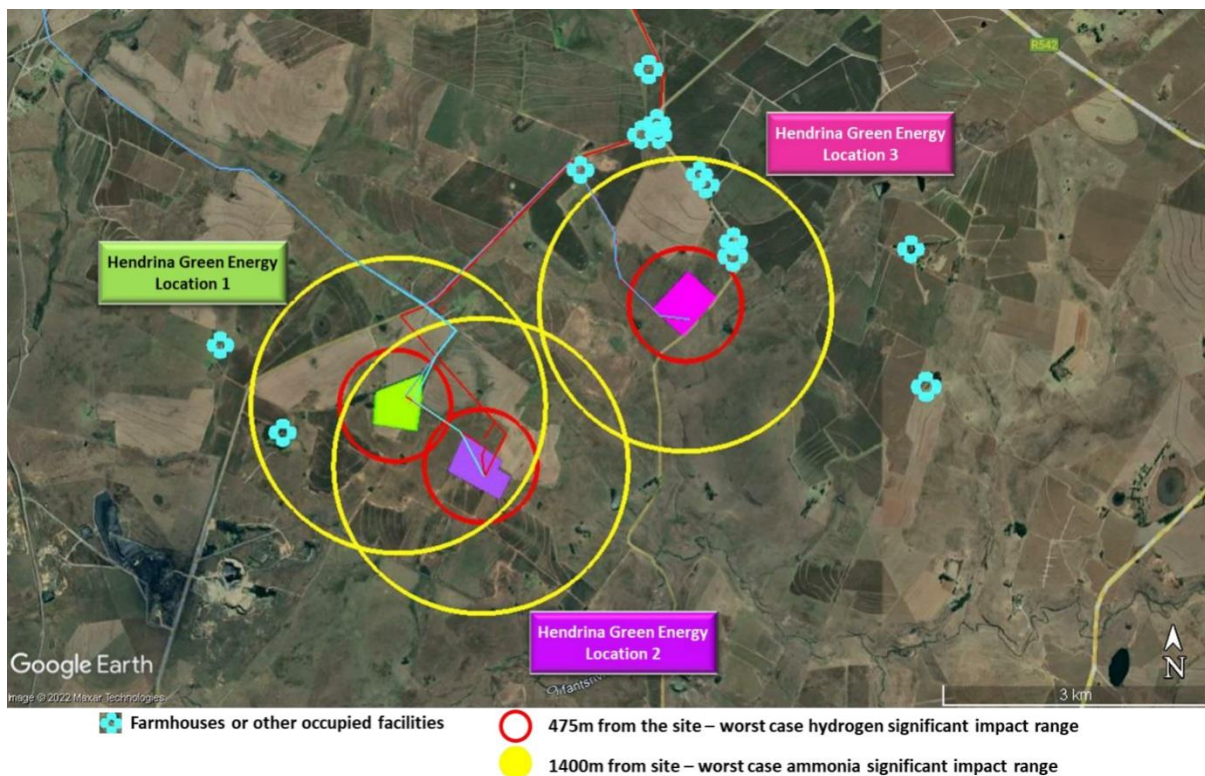 R542
Hendrina Green Energy
Location 3
Hendrina Green Energy
Location 1
Hendrina Green Energy
Location 2
Google Earth
Image © 2022 Maxar Technologies
N
3 km
Farmhouses or other occupied facilities
475m from the site – worst case hydrogen significant impact range
1400m from site – worst case ammonia significant impact range